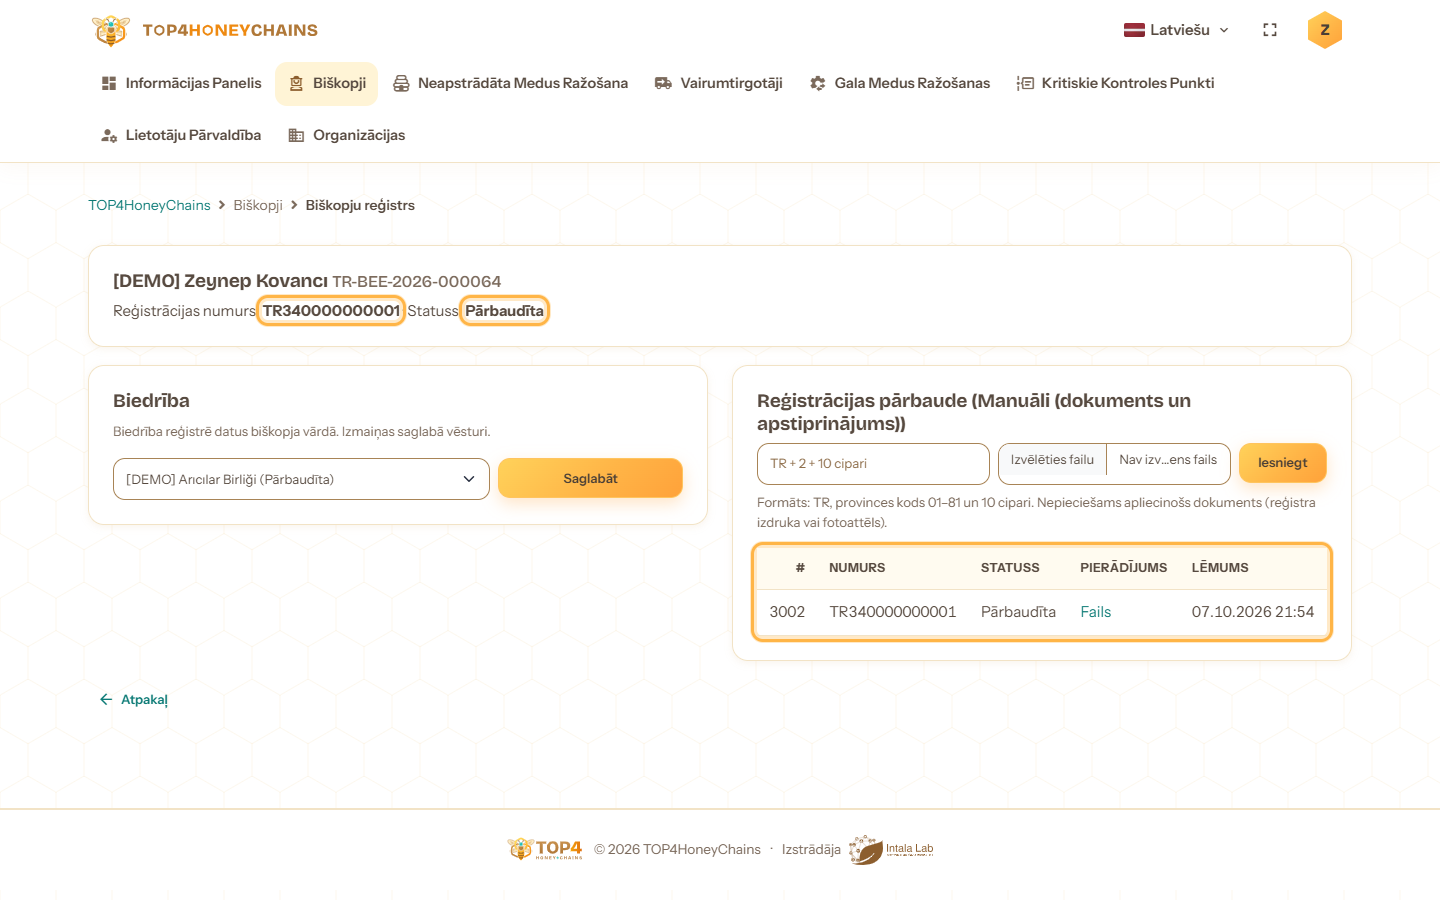 TOP4HONEYCHAINS
Latviešu
Z
Informācijas Panelis
Biškopji
Neapstrādāta Medus Ražošana
Vairumtirgotāji
Gala Medus Ražošanas
Kritiskie Kontroles Punkti
Lietotāju Pārvaldība
Organizācijas
TOP4HoneyChains > Biškopji > Biškopju reģistrs
[DEMO] Zeynep Kovancı TR-BEE-2026-000064
Reģistrācijas numurs TR340000000001 Statuss Pārbaudīta
Biedrība
Biedrība reģistrē datus biškopja vārdā. Izmaiņas saglabā vēsturi.
[DEMO] Arıcılar Birliği (Pārbaudīta)
Saglabāt
Reģistrācijas pārbaude (Manuāli (dokuments un
apstiprinājums))
TR + 2 + 10 cipari
Izvēlēties failu
Nav izv...ens fails
Iesniegt
Formāts: TR, provinces kods 01–81 un 10 cipari. Nepieciešams apliecinošs dokuments (reģistra
izdruka vai fotoattēls).
# NUMURS STATUSS PIERĀDĪJUMS LĒMUMS
3002 TR340000000001 Pārbaudīta Fails 07.10.2026 21:54
Atpakaļ
TOP4
HONEYCHAINS
© 2026 TOP4HoneyChains · Izstrādāja
Intala Lab